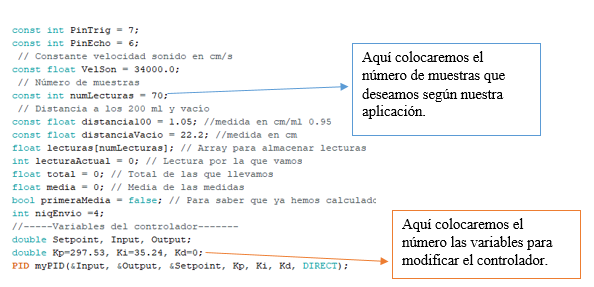 const int PinTrig = 7;
const int PinEcho = 6;
// Constante velocidad sonido en cm/s
const float VelSon = 34000.0;
// Número de muestras
const int numLecturas = 70;
// Distancia a los 200 ml y vacio
const float distancia100 = 1.05; //medida en cm/ml 0.95
const float distanciaVacio = 22.2; //medida en cm
float lecturas[numLecturas]; // Array para almacenar lecturas
int lecturaActual = 0; // Lectura por la que vamos
float total = 0; // Total de las que llevamos
float media = 0; // Media de las medidas
bool primeraMedia = false; // Para saber que ya hemos calculado
int niqEnvio =4;
//-----Variables del controlador-------
double Setpoint, Input, Output;
double Kp=297.53, Ki=35.24, Kd=0;
PID myPID(&Input, &Output, &Setpoint, Kp, Ki, Kd, DIRECT);
Aquí colocaremos el
número de muestras que
deseamos según nuestra
aplicación.
Aquí colocaremos el
número las variables para
modificar el controlador.